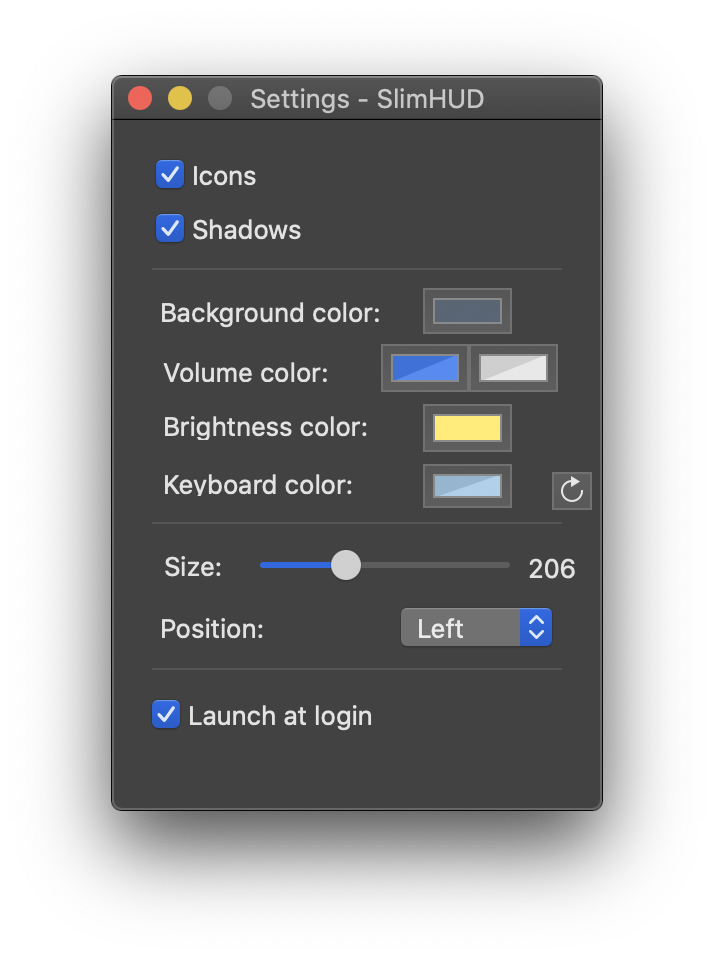 Settings - SlimHUD
Icons
Shadows
Background color:
Volume color:
Brightness color:
Keyboard color:
Size: 206
Position: Left
Launch at login